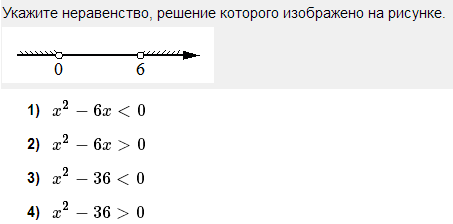 Укажите неравенство, решение которого изображено на рисунке.
0 6
1) x² − 6x < 0
2) x² − 6x > 0
3) x² − 36 < 0
4) x² − 36 > 0